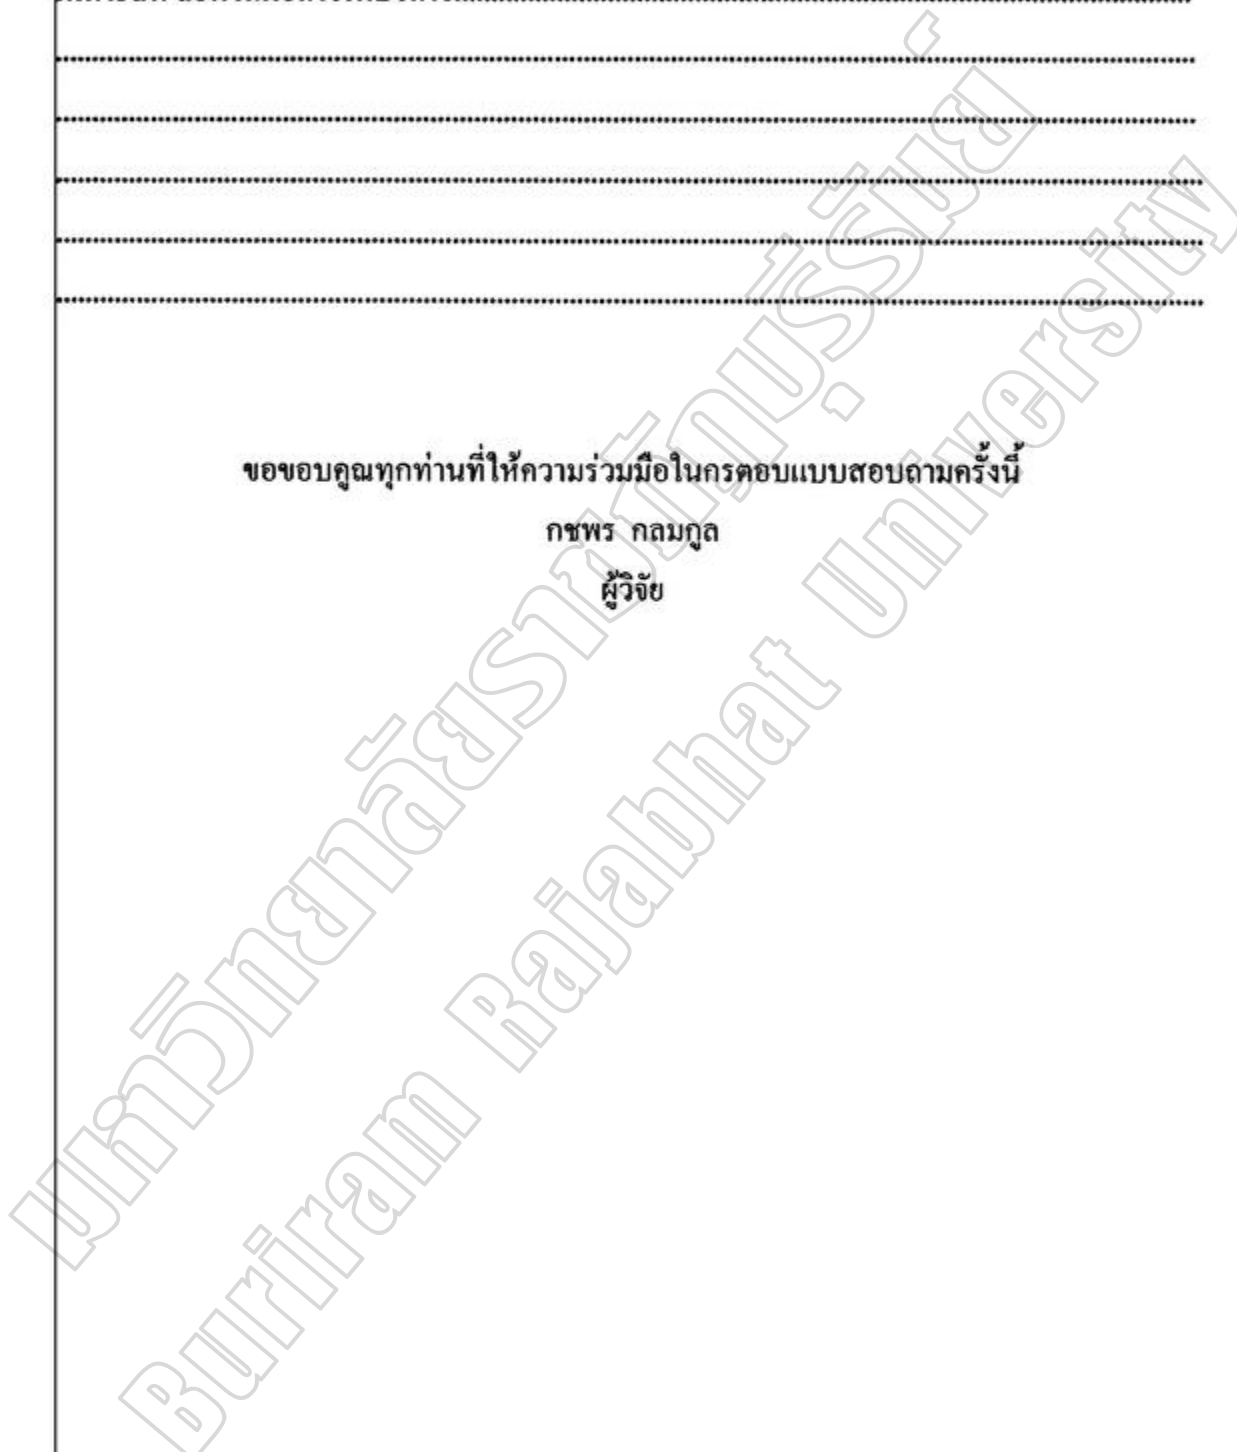 ขอขอบคุณทุกท่านที่ให้ความร่วมมือในกรตอบแบบสอบถามครั้งนี้
กชพร กลมกูล
ผู้วิจัย
มหาวิทยาลัยราชภัฏบุรีรัมย์
Buriram Rajabhat University